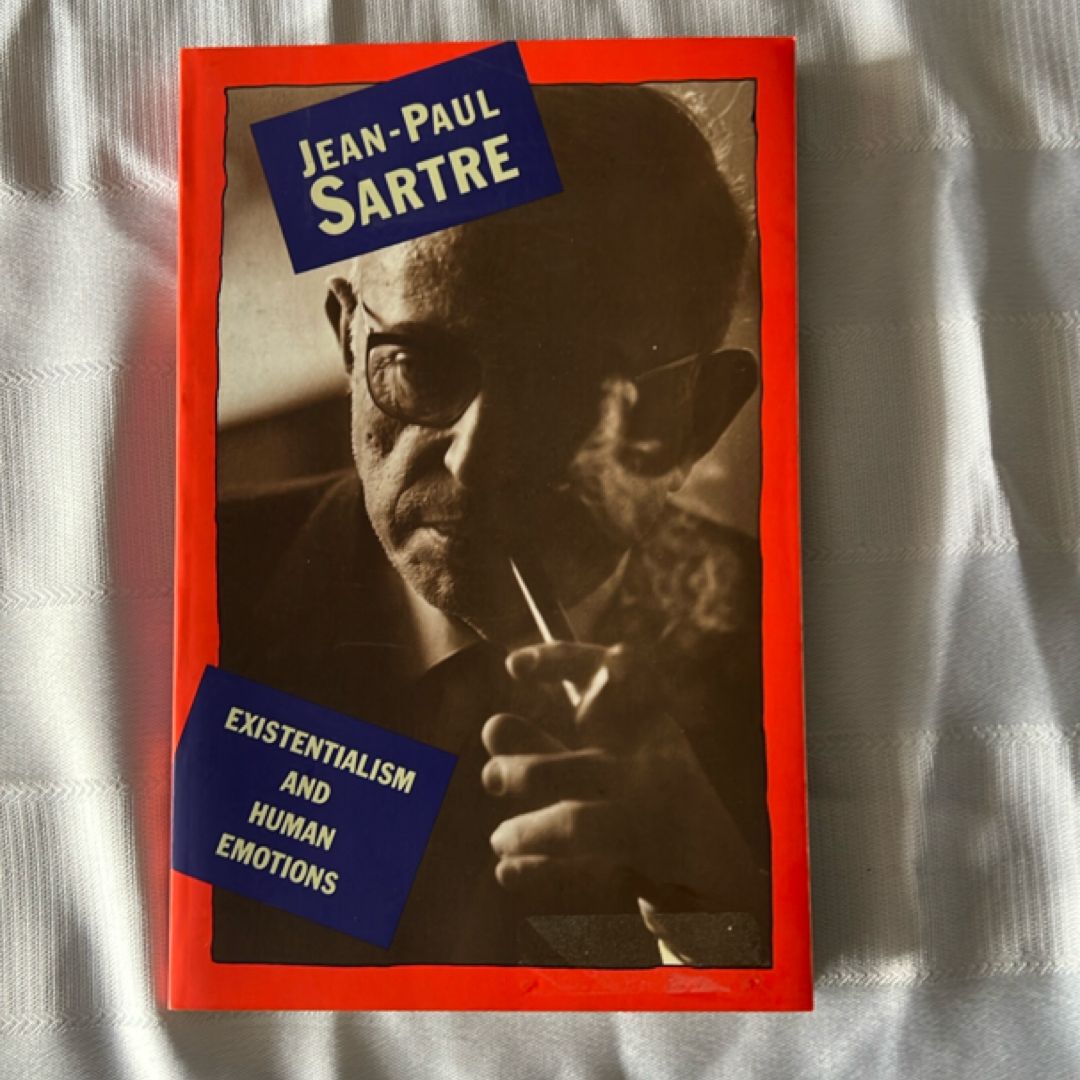 JEAN-PAUL
SARTRE
EXISTENTIALISM
AND
HUMAN
EMOTIONS